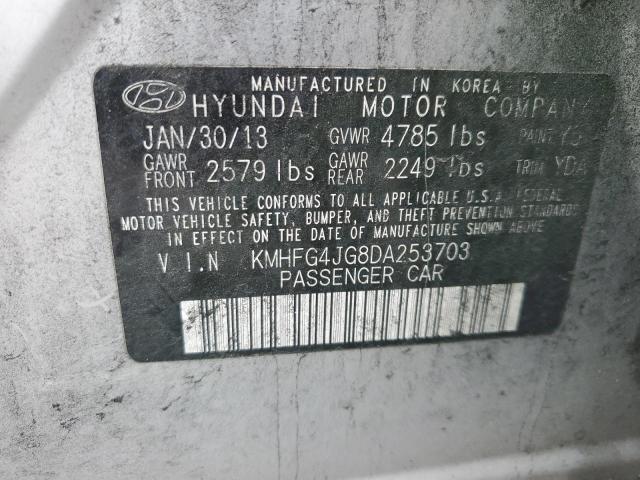 MANUFACTURED IN KOREA BY
HYUNDAI MOTOR COMPAN
JAN/30/13 GVWR 4785 lbs PAINT
GAWR FRONT 2579 lbs GAWR REAR 2249 lbs TRIM YDA
THIS VEHICLE CONFORMS TO ALL APPLICABLE U.S.A FEDERAL
MOTOR VEHICLE SAFETY, BUMPER, AND THEFT PREVENTION STANDARDS
IN EFFECT ON THE DATE OF MANUFACTURE SHOWN ABOVE.
V I.N KMHFG4JG8DA253703
PASSENGER CAR